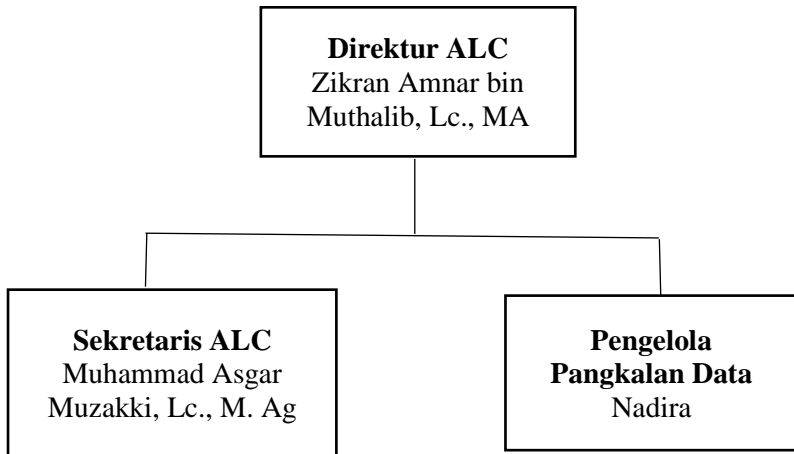 Direktur ALC
Zikran Amnar bin
Muthalib, Lc., MA
Sekretaris ALC
Muhammad Asgar
Muzakki, Lc., M. Ag
Pengelola
Pangkalan Data
Nadira